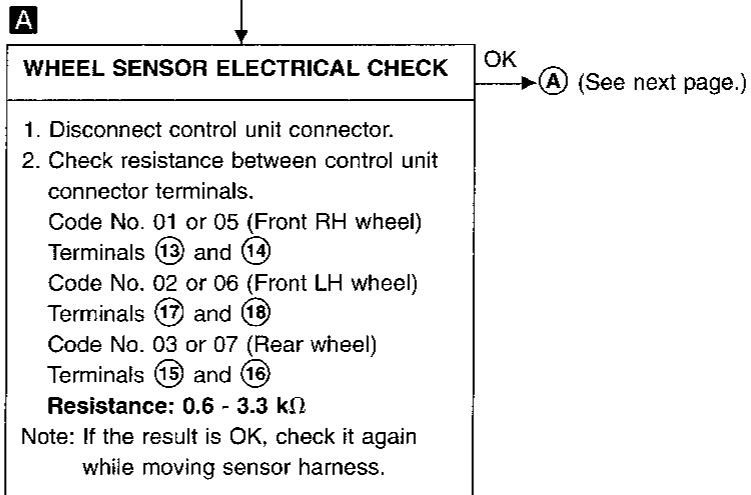 A
WHEEL SENSOR ELECTRICAL CHECK
OK
A (See next page.)
1. Disconnect control unit connector.
2. Check resistance between control unit
connector terminals.
Code No. 01 or 05 (Front RH wheel)
Terminals ⑬ and ⑭
Code No. 02 or 06 (Front LH wheel)
Terminals ⑰ and ⑱
Code No. 03 or 07 (Rear wheel)
Terminals ⑮ and ⑯
Resistance: 0.6 - 3.3 kΩ
Note: If the result is OK, check it again
while moving sensor harness.